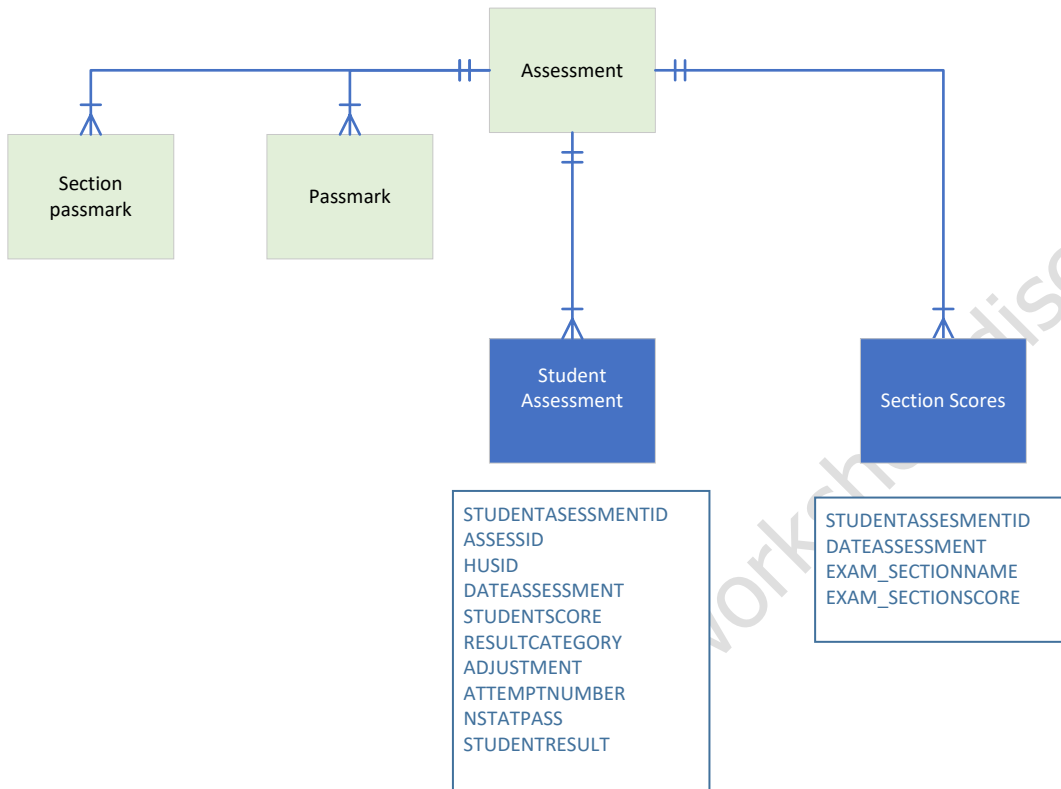 Assessment
Section
passmark
Passmark
Student
Assessment
Section Scores
STUDENTASESSMENTID
ASSESSID
HUSID
DATEASSESSMENT
STUDENTSCORE
RESULTCATEGORY
ADJUSTMENT
ATTEMPTNUMBER
NSTATPASS
STUDENTRESULT
STUDENTASSESMENTID
DATEASSESSMENT
EXAM_SECTIONNAME
EXAM_SECTIONSCORE